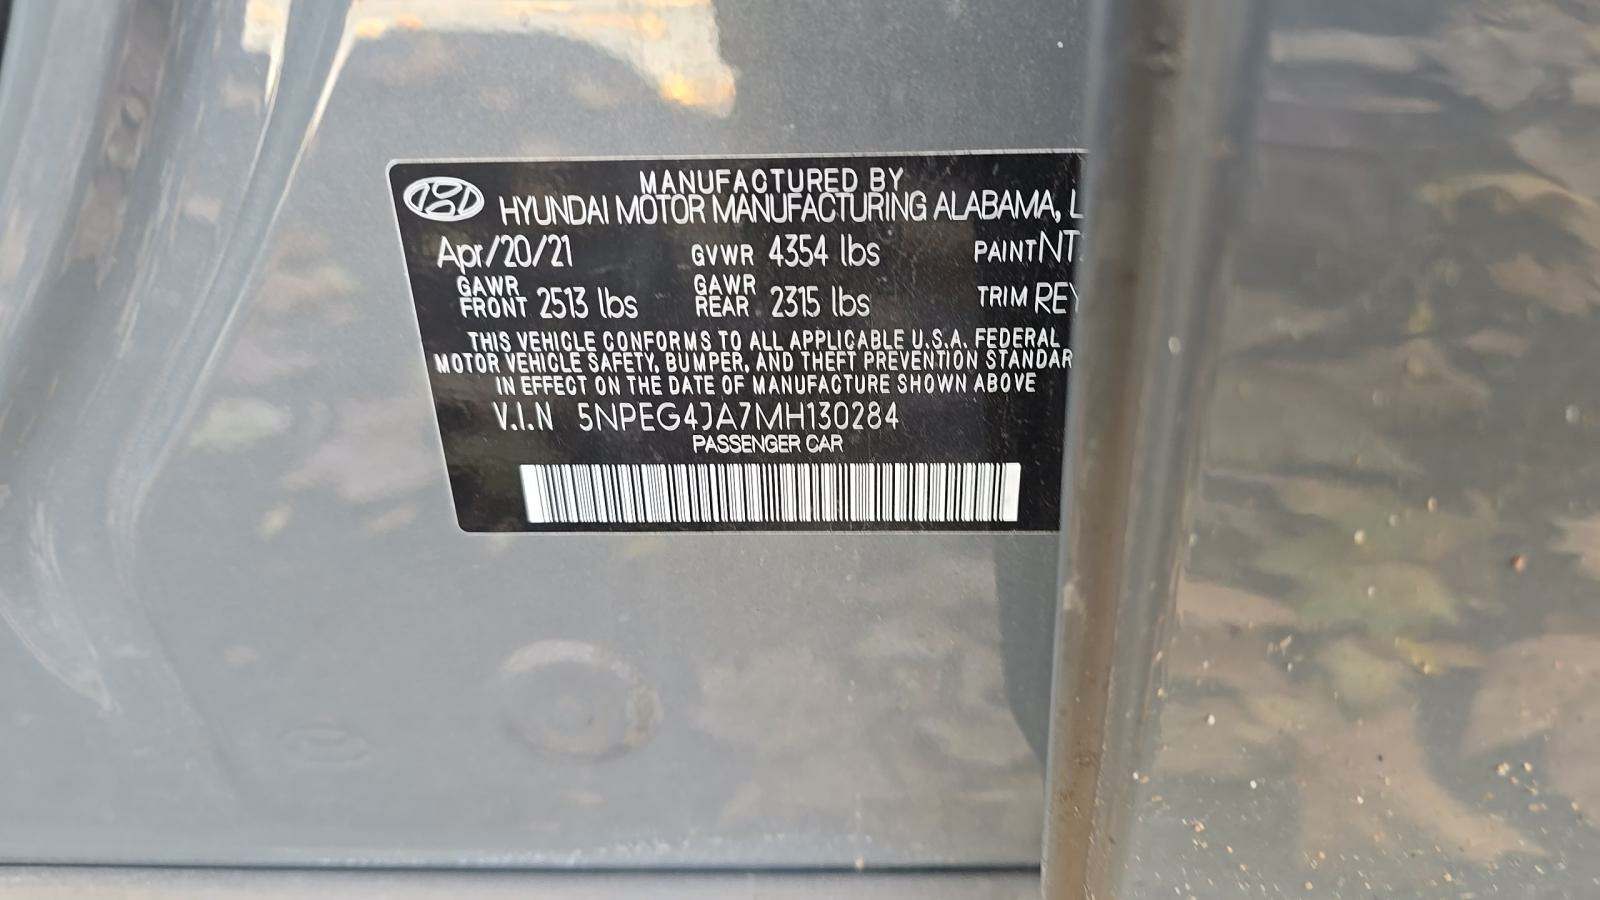 MANUFACTURED BY
HYUNDAI MOTOR MANUFACTURING ALABAMA, L
Apr/20/21 GVWR 4354 lbs PAINT NT
GAWR FRONT 2513 lbs GAWR REAR 2315 lbs TRIM REY
THIS VEHICLE CONFORMS TO ALL APPLICABLE U.S.A. FEDERAL
MOTOR VEHICLE SAFETY, BUMPER, AND THEFT PREVENTION STANDAR
IN EFFECT ON THE DATE OF MANUFACTURE SHOWN ABOVE
V.I.N 5NPEG4JA7MH130284
PASSENGER CAR